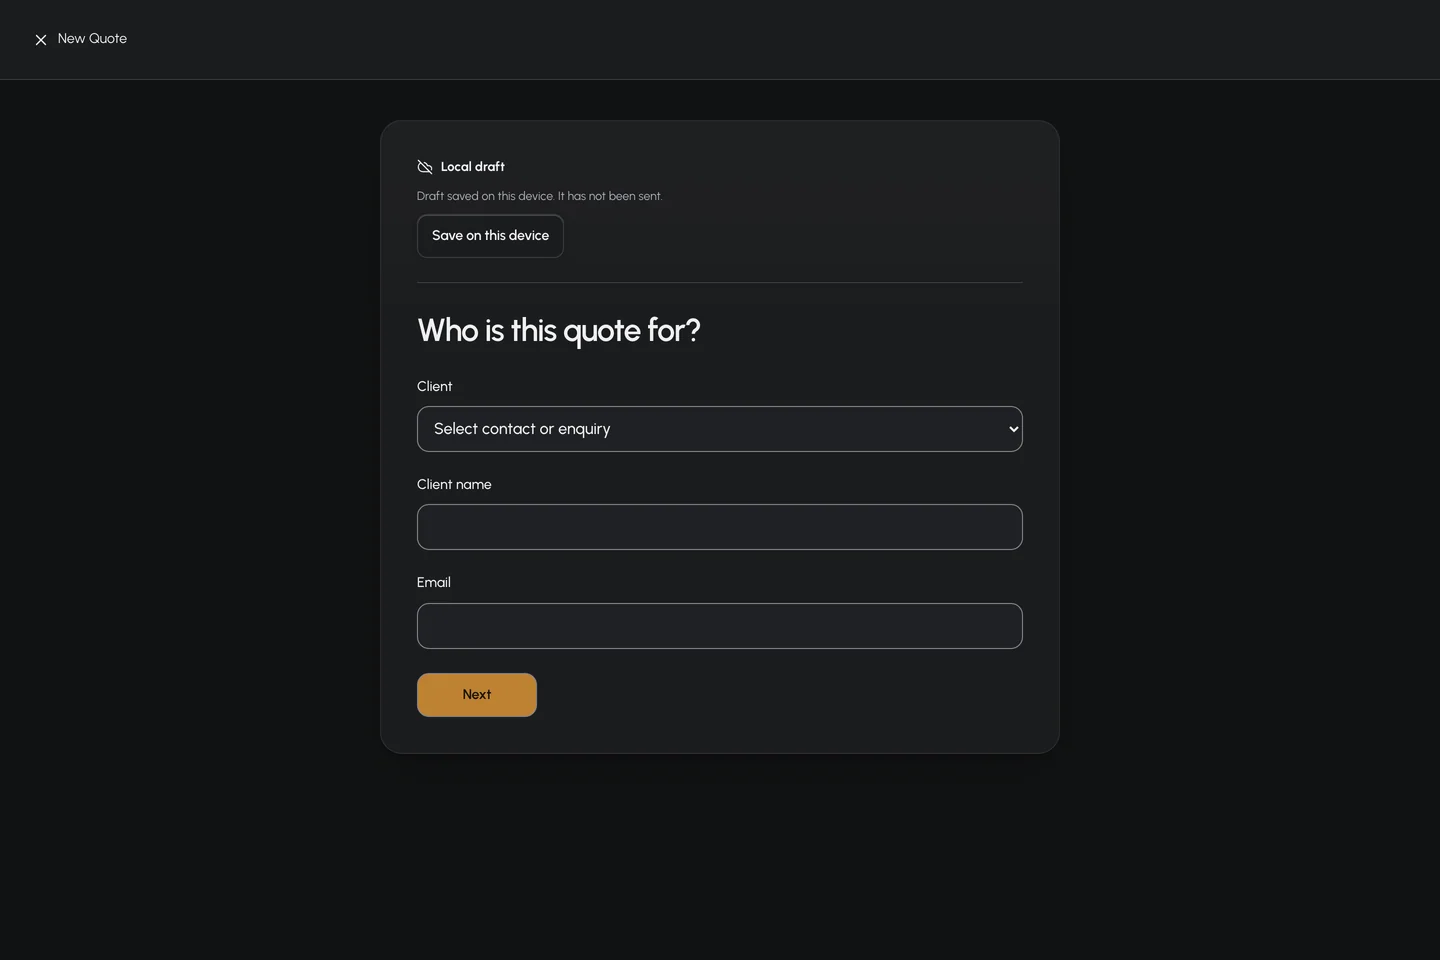 New Quote
Local draft
Draft saved on this device. It has not been sent.
Save on this device
Who is this quote for?
Client
Select contact or enquiry
Client name
Email
Next